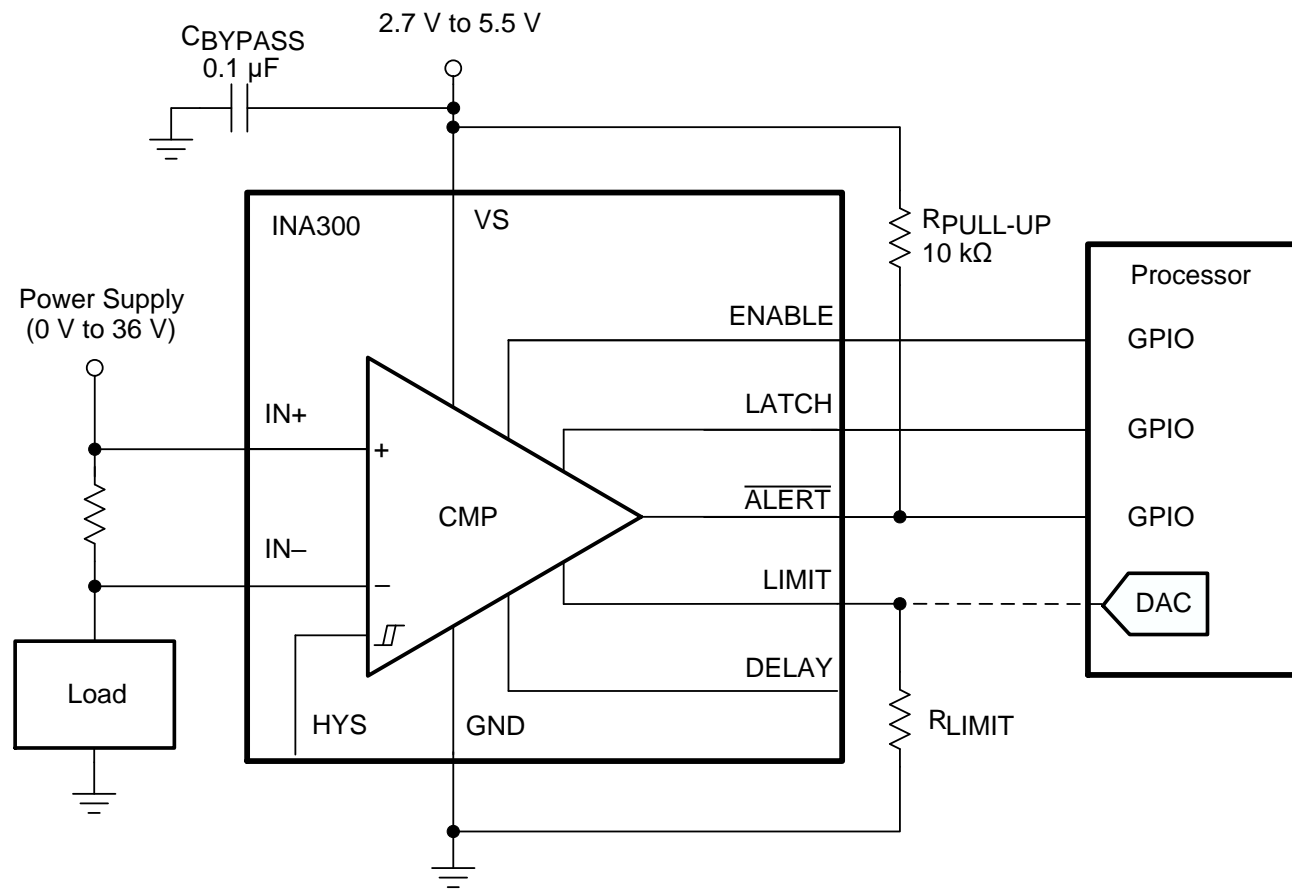 2.7 V to 5.5 V
CBYPASS
0.1 µF
INA300
VS
RPULL-UP
10 kΩ
Processor
Power Supply
(0 V to 36 V)
ENABLE
GPIO
IN+
LATCH
GPIO
+
CMP
ALERT
GPIO
IN–
–
LIMIT
DAC
Load
DELAY
HYS
GND
RLIMIT